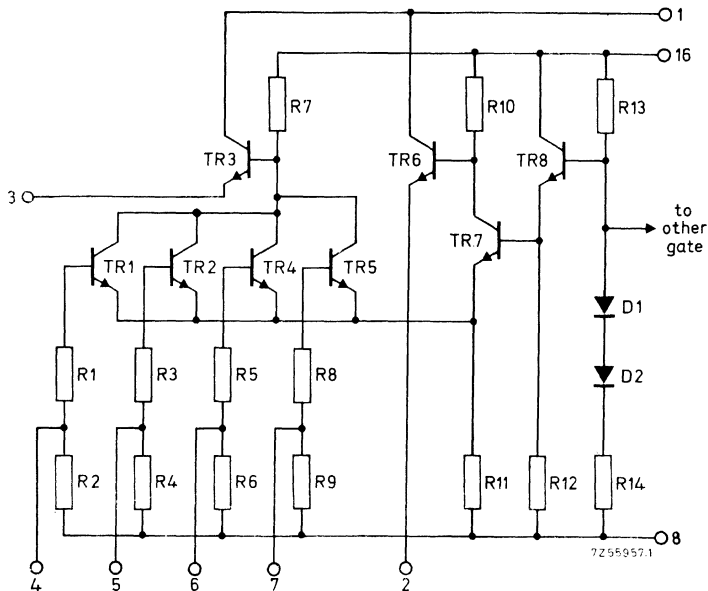 1
16
R7
R10
R13
TR3
TR6
TR8
3
to
other
gate
TR7
TR1
TR2
TR4
TR5
D1
R1
R3
R5
R8
D2
R2
R4
R6
R9
R11
R12
R14
8
7Z55957.1
4
5
6
7
2